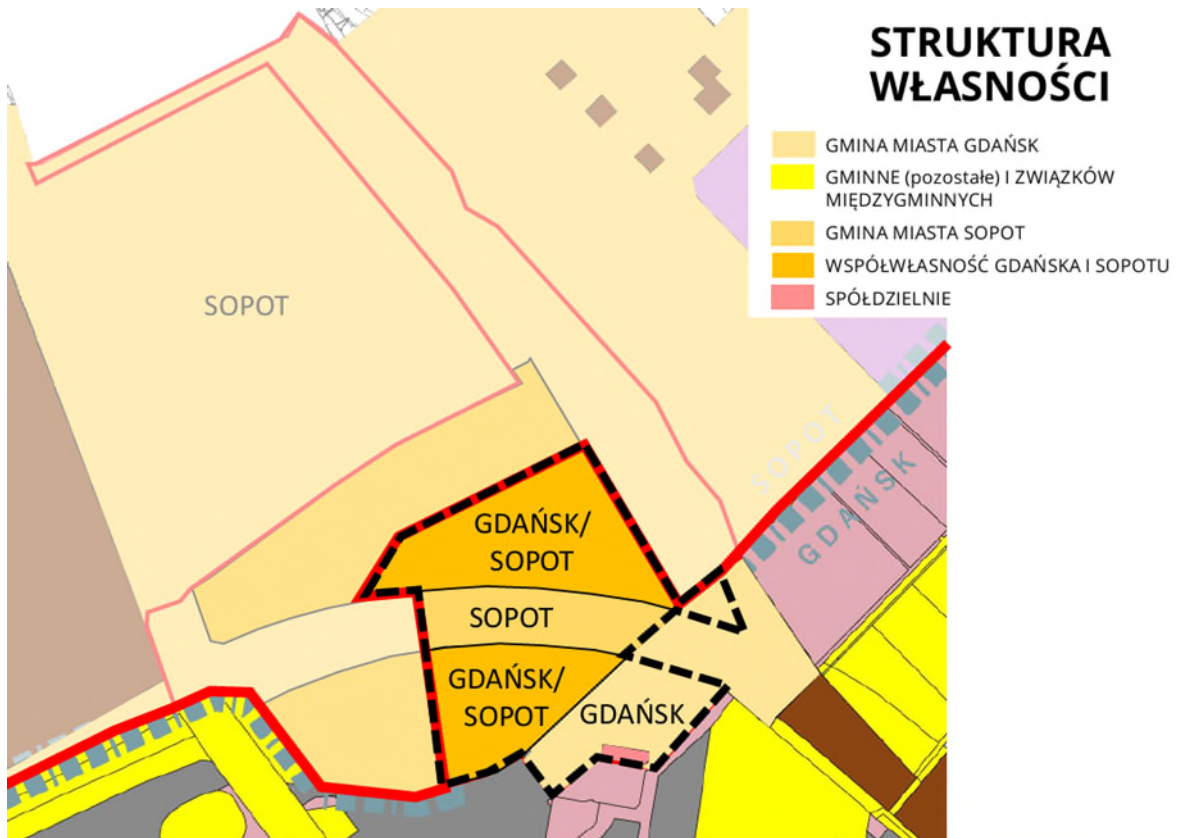 STRUKTURA
WŁASNOŚCI
GMINA MIASTA GDAŃSK
GMINNE (pozostałe) I ZWIĄZKÓW
MIĘDZYGMINNYCH
GMINA MIASTA SOPOT
WSPÓŁWŁASNOŚĆ GDAŃSKA I SOPOTU
SPÓŁDZIELNIE
SOPOT
SOPOT
GDAŃSK
GDAŃSK/
SOPOT
SOPOT
GDAŃSK/
SOPOT
GDAŃSK